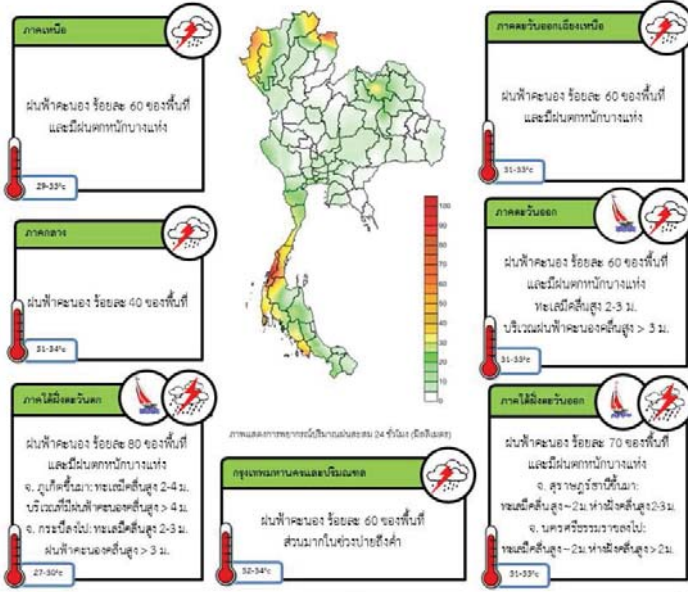 ภาคเหนือ
ฝนฟ้าคะนอง ร้อยละ 60 ของพื้นที่
และมีฝนตกหนักบางแห่ง
29-33°c
ภาคกลาง
ฝนฟ้าคะนอง ร้อยละ 40 ของพื้นที่
31-34°c
ภาคใต้ฝั่งตะวันตก
ฝนฟ้าคะนอง ร้อยละ 80 ของพื้นที่
และมีฝนตกหนักบางแห่ง
จ. ภูเก็ตขึ้นมา: ทะเลมีคลื่นสูง 2-4 ม.
บริเวณที่มีฝนฟ้าคะนองคลื่นสูง > 4 ม.
จ. กระบี่ลงไป: ทะเลมีคลื่นสูง 2-3 ม.
ฝนฟ้าคะนองคลื่นสูง > 3 ม.
27-30°c
100
90
80
70
60
50
40
30
20
10
0
ภาพแสดงการพยากรณ์ปริมาณฝนสะสม 24 ชั่วโมง (มิลลิเมตร)
กรุงเทพมหานครและปริมณฑล
ฝนฟ้าคะนอง ร้อยละ 60 ของพื้นที่
ส่วนมากในช่วงบ่ายถึงค่ำ
32-34°c
ภาคตะวันออกเฉียงเหนือ
ฝนฟ้าคะนอง ร้อยละ 60 ของพื้นที่
และมีฝนตกหนักบางแห่ง
31-33°c
ภาคตะวันออก
ฝนฟ้าคะนอง ร้อยละ 60 ของพื้นที่
และมีฝนตกหนักบางแห่ง
ทะเลมีคลื่นสูง 2-3 ม.
บริเวณฝนฟ้าคะนองคลื่นสูง > 3 ม.
31-33°c
ภาคใต้ฝั่งตะวันออก
ฝนฟ้าคะนอง ร้อยละ 70 ของพื้นที่
และมีฝนตกหนักบางแห่ง
จ. สุราษฎร์ธานีขึ้นมา:
ทะเลมีคลื่นสูง ~2ม. ห่างฝั่งคลื่นสูง 2-3 ม.
จ. นครศรีธรรมราชลงไป:
ทะเลมีคลื่นสูง ~2ม. ห่างฝั่งคลื่นสูง > 2ม.
31-33°c